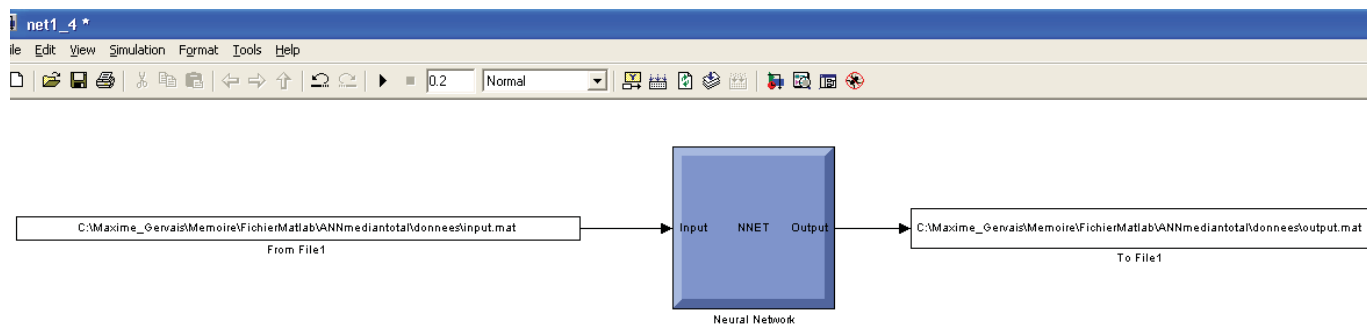 net1_4 *
ile Edit View Simulation Format Tools Help
0.2 Normal
C:\Maxime_Gervais\Memoire\FichierMatlab\ANNmediantotal\donnees\input.mat
From File1
Input NNET Output
Neural Network
C:\Maxime_Gervais\Memoire\FichierMatlab\ANNmediantotal\donnees\output.mat
To File1